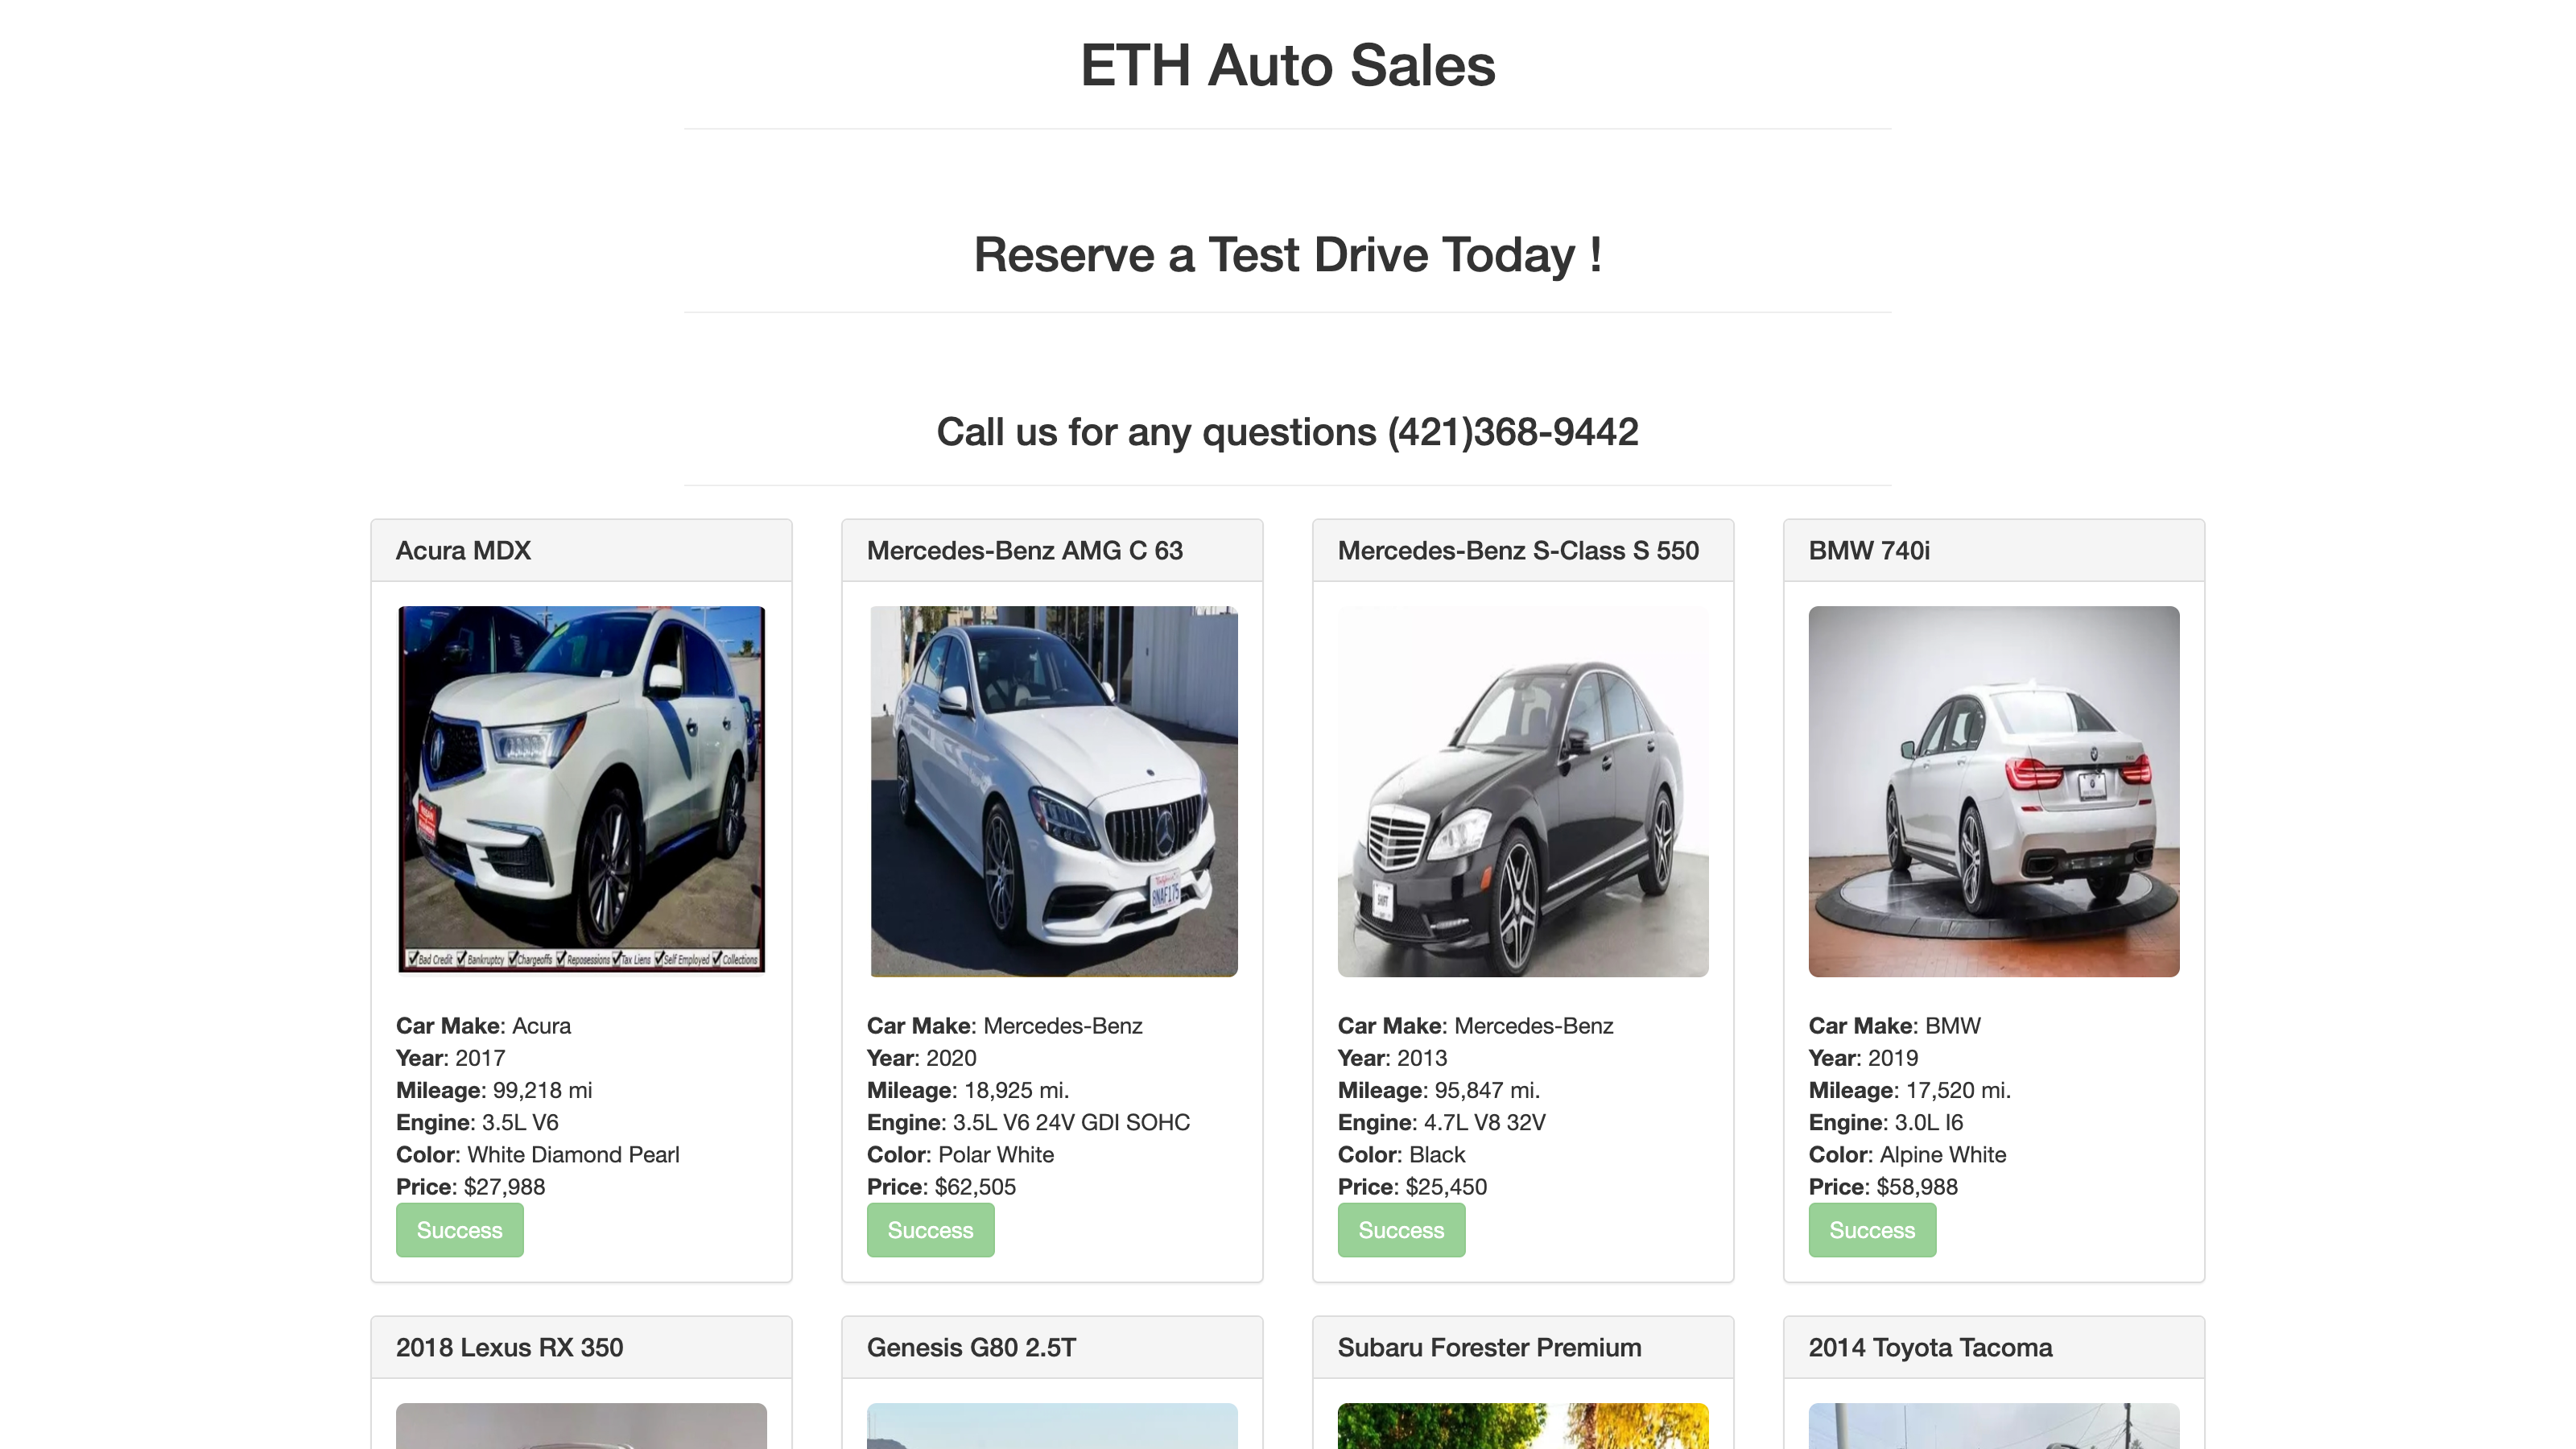 ETH Auto Sales
Reserve a Test Drive Today !
Call us for any questions (421)368-9442
Acura MDX
Bad Credit Bankruptcy Chargeoffs Reposessions Tax Liens Self Employed Collections
Car Make: Acura
Year: 2017
Mileage: 99,218 mi
Engine: 3.5L V6
Color: White Diamond Pearl
Price: $27,988
Success
Mercedes-Benz AMG C 63
8NAF175
Car Make: Mercedes-Benz
Year: 2020
Mileage: 18,925 mi.
Engine: 3.5L V6 24V GDI SOHC
Color: Polar White
Price: $62,505
Success
Mercedes-Benz S-Class S 550
SHIFT
Car Make: Mercedes-Benz
Year: 2013
Mileage: 95,847 mi.
Engine: 4.7L V8 32V
Color: Black
Price: $25,450
Success
BMW 740i
Car Make: BMW
Year: 2019
Mileage: 17,520 mi.
Engine: 3.0L I6
Color: Alpine White
Price: $58,988
Success
2018 Lexus RX 350
Genesis G80 2.5T
Subaru Forester Premium
2014 Toyota Tacoma